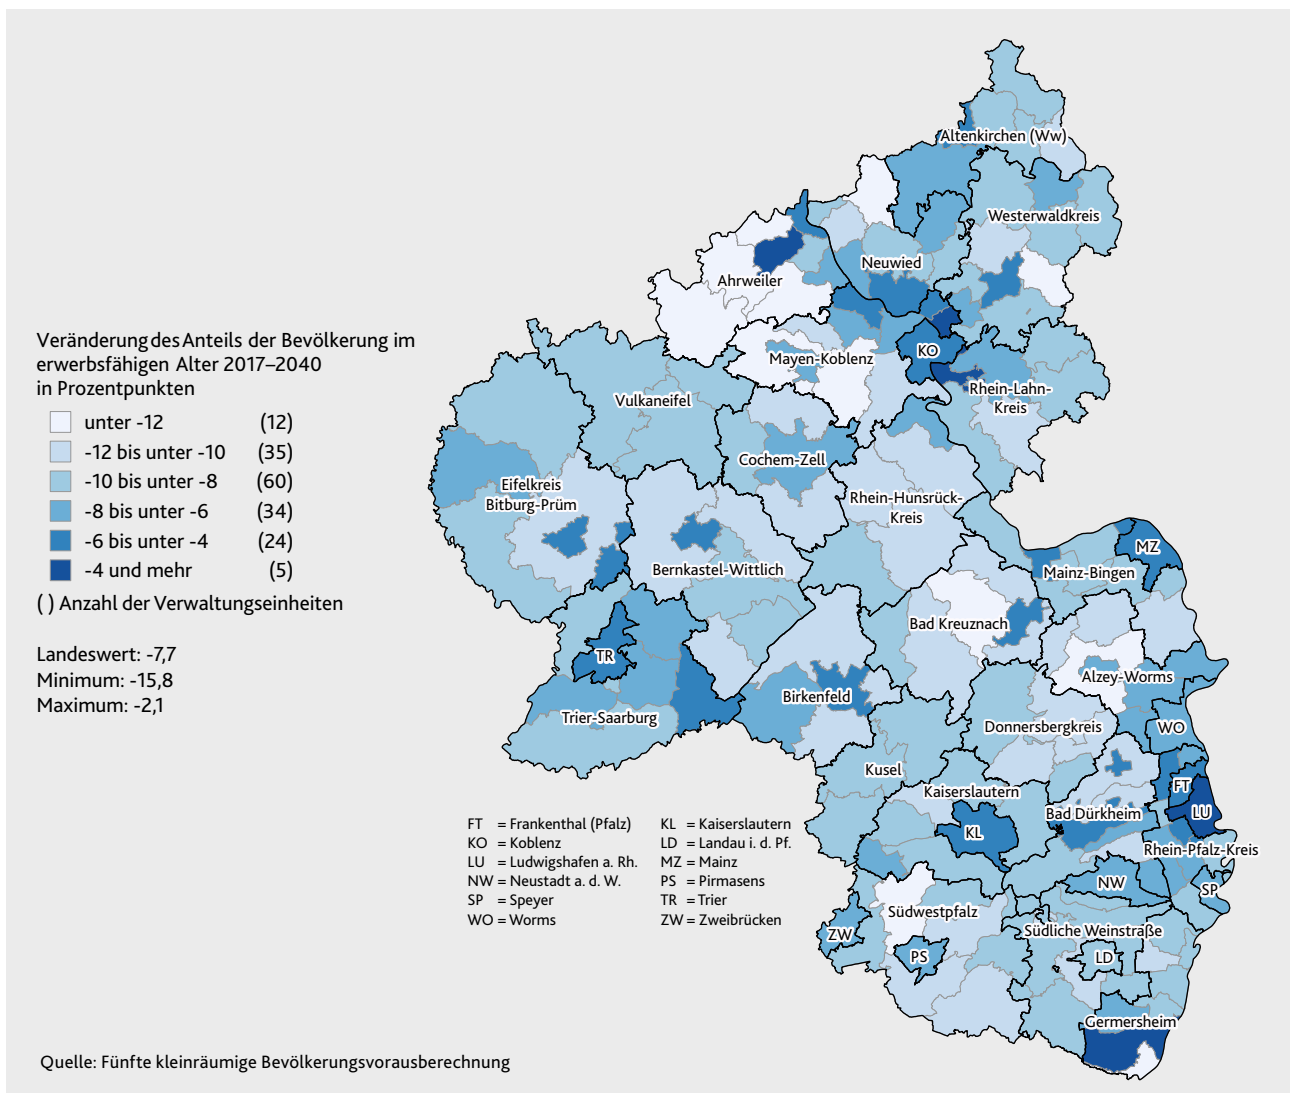 Veränderung des Anteils der Bevölkerung im
erwerbsfähigen Alter 2017–2040
in Prozentpunkten
unter -12 (12)
-12 bis unter -10 (35)
-10 bis unter -8 (60)
-8 bis unter -6 (34)
-6 bis unter -4 (24)
-4 und mehr (5)
( ) Anzahl der Verwaltungseinheiten
Landeswert: -7,7
Minimum: -15,8
Maximum: -2,1
Altenkirchen (Ww)
Westerwaldkreis
Neuwied
Ahrweiler
KO
Mayen-Koblenz
Rhein-Lahn-
Kreis
Vulkaneifel
Cochem-Zell
Eifelkreis
Bitburg-Prüm
Rhein-Hunsrück-
Kreis
Bernkastel-Wittlich
MZ
Mainz-Bingen
Bad Kreuznach
TR
Alzey-Worms
Birkenfeld
Trier-Saarburg
Donnersbergkreis
WO
Kusel
Kaiserslautern
FT
Bad Dürkheim
LU
KL
Rhein-Pfalz-Kreis
NW
SP
Südwestpfalz
ZW
Südliche Weinstraße
PS
LD
Germersheim
FT = Frankenthal (Pfalz)
KO = Koblenz
LU = Ludwigshafen a. Rh.
NW = Neustadt a. d. W.
SP = Speyer
WO = Worms
KL = Kaiserslautern
LD = Landau i. d. Pf.
MZ = Mainz
PS = Pirmasens
TR = Trier
ZW = Zweibrücken
Quelle: Fünfte kleinräumige Bevölkerungsvorausberechnung